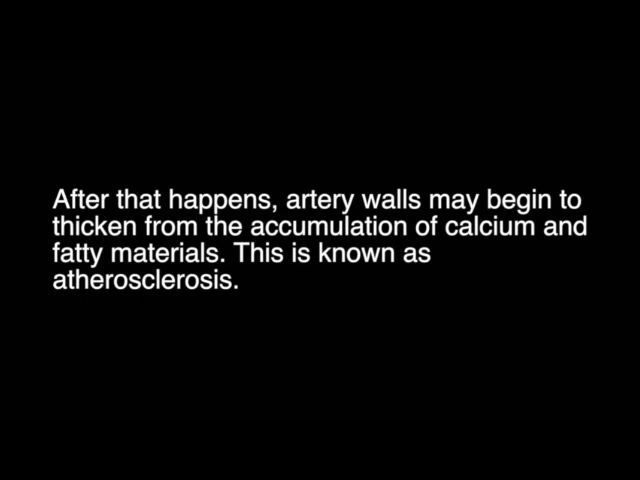 After that happens, artery walls may begin to
thicken from the accumulation of calcium and
fatty materials. This is known as
atherosclerosis.